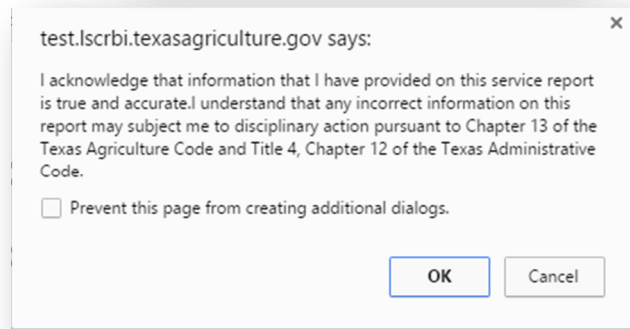 test.lscrbi.texasagriculture.gov says:
I acknowledge that information that I have provided on this service report
is true and accurate.I understand that any incorrect information on this
report may subject me to disciplinary action pursuant to Chapter 13 of the
Texas Agriculture Code and Title 4, Chapter 12 of the Texas Administrative
Code.
Prevent this page from creating additional dialogs.
OK Cancel